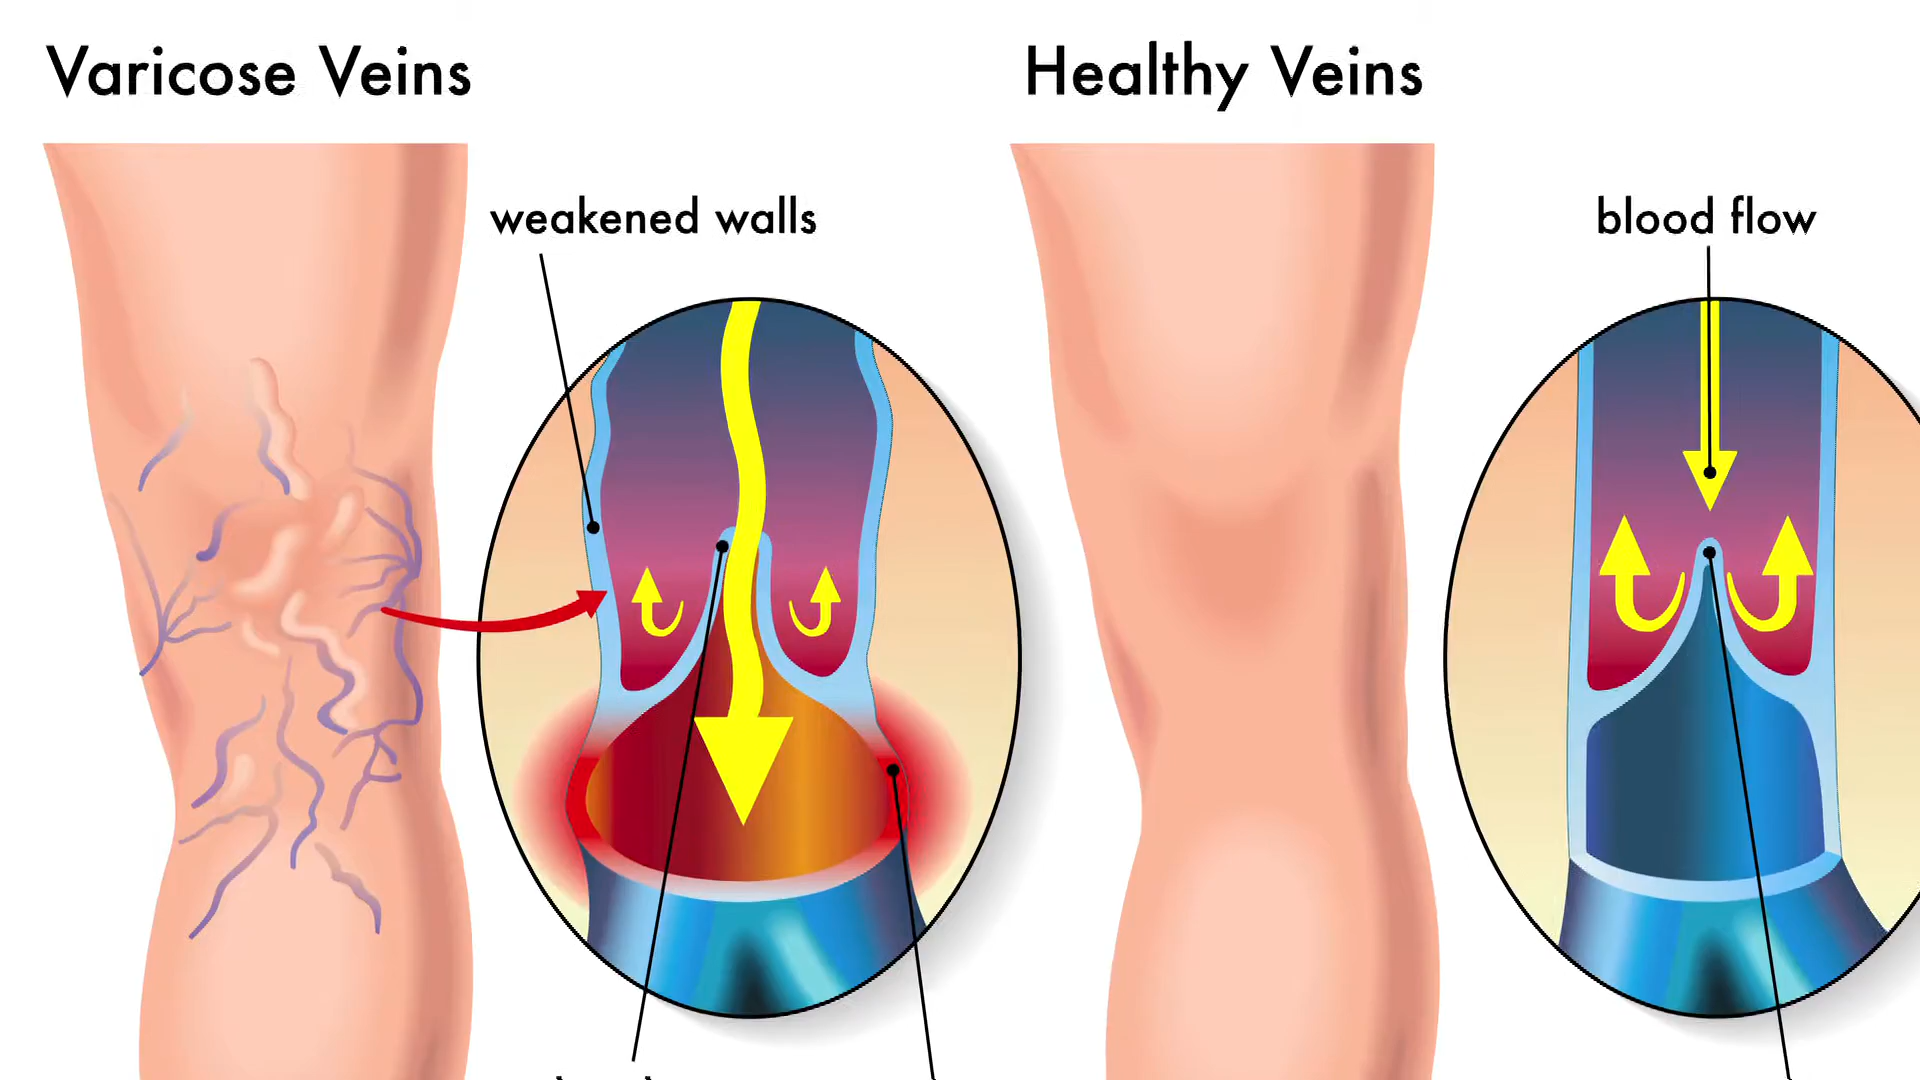 Varicose Veins
Healthy Veins
weakened walls
blood flow